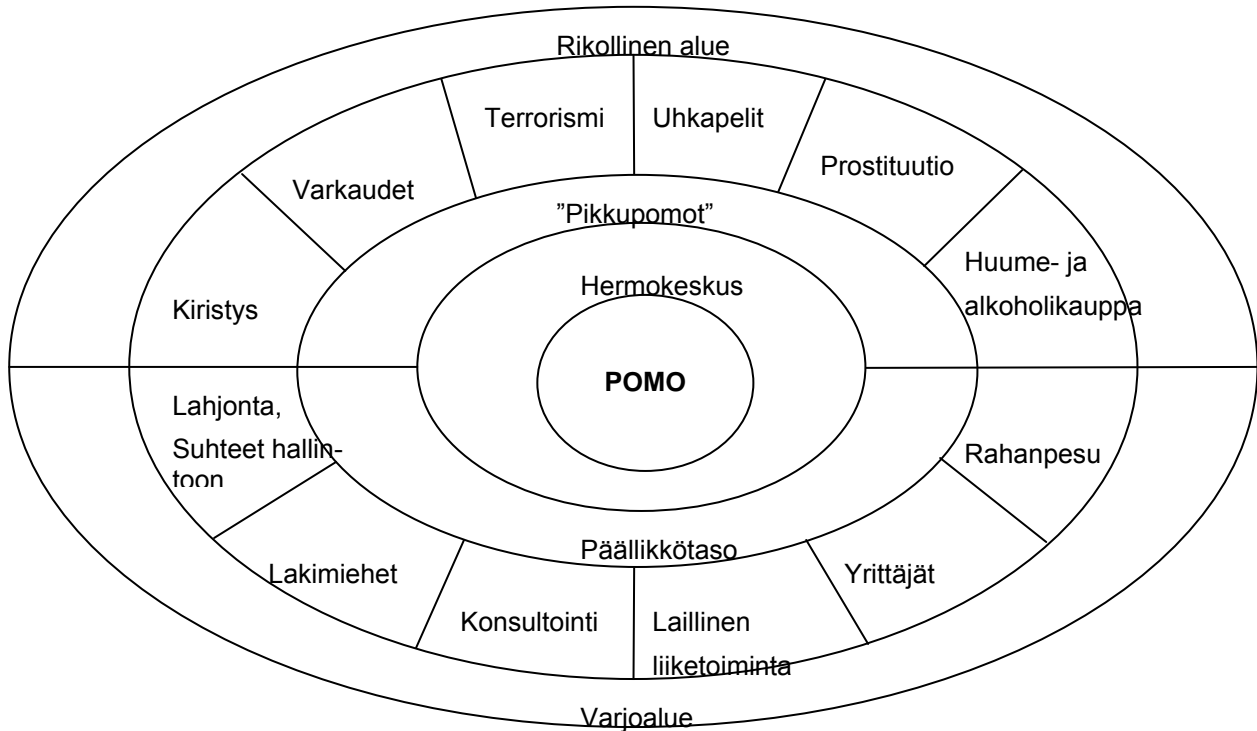 Rikollinen alue
Terrorismi
Uhkapelit
Prostituutio
Varkaudet
”Pikkupomot”
Huume- ja
alkoholikauppa
Hermokeskus
Kiristys
POMO
Lahjonta,
Suhteet hallin-
toon
Rahanpesu
Päällikkötaso
Lakimiehet
Yrittäjät
Konsultointi
Laillinen
liiketoiminta
Varjoalue